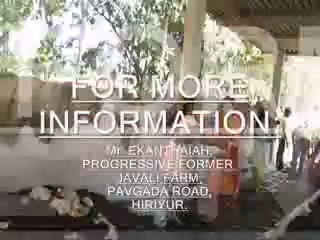 FOR MORE
INFORMATION:
Mr. EKANTHAIAH,
PROGRESSIVE FORMER
JAVALI FARM,
PAVGADA ROAD,
HIRIYUR.